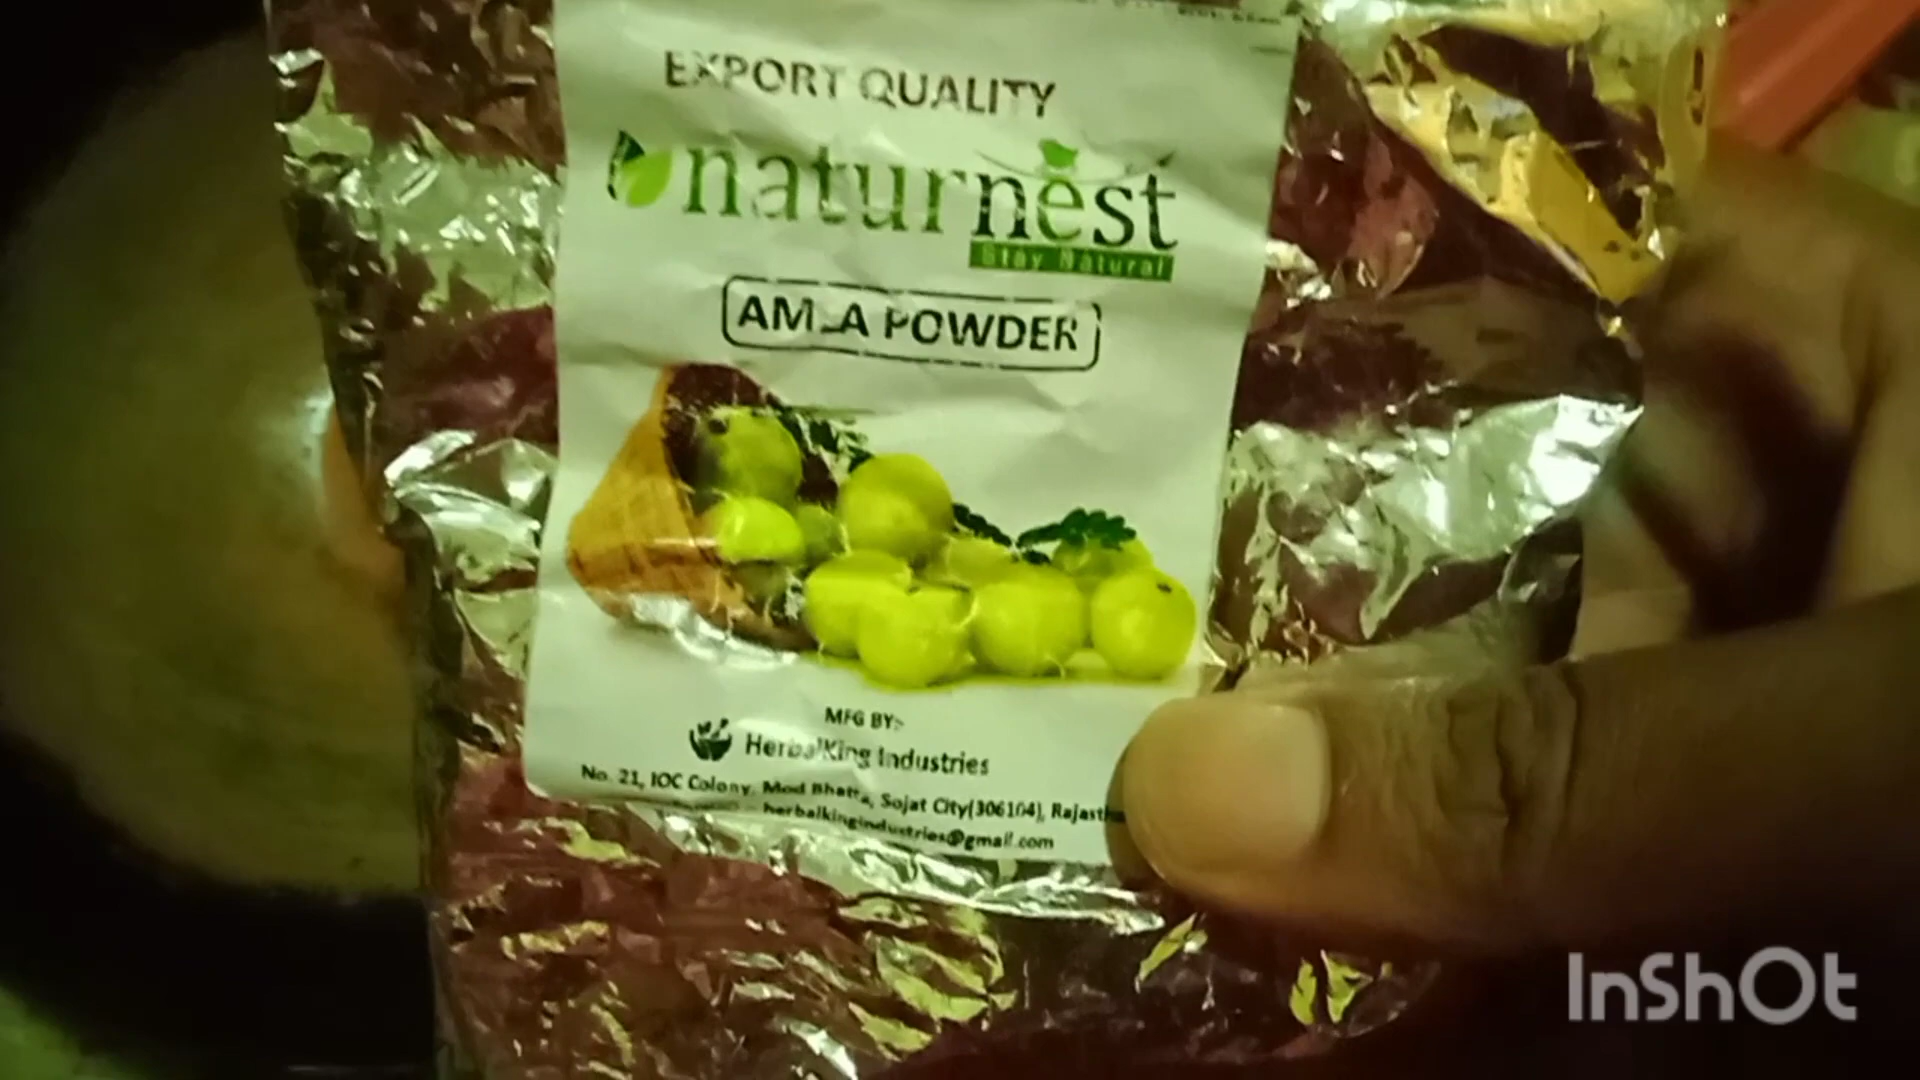 EXPORT QUALITY
naturnest
Stay Natural
AMLA POWDER
MFG BY:-
HerbalKing Industries
No. 21, IOC Colony, Mod Bhatta, Sojat City(306104), Rajastha
herbalkingindustries@gmail.com
InShOt